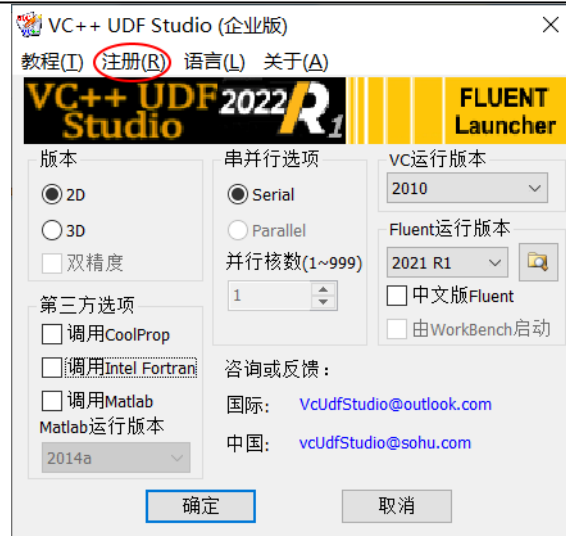 VC++ UDF Studio (企业版)
教程(T) 注册(R) 语言(L) 关于(A)
VC++ UDF Studio 2022 R1
FLUENT Launcher
版本
2D
3D
双精度
串并行选项
Serial
Parallel
并行核数(1~999)
1
VC运行版本
2010
Fluent运行版本
2021 R1
中文版Fluent
由WorkBench启动
第三方选项
调用CoolProp
调用Intel Fortran
调用Matlab
Matlab运行版本
2014a
咨询或反馈：
国际: VcUdfStudio@outlook.com
中国: vcUdfStudio@sohu.com
确定
取消